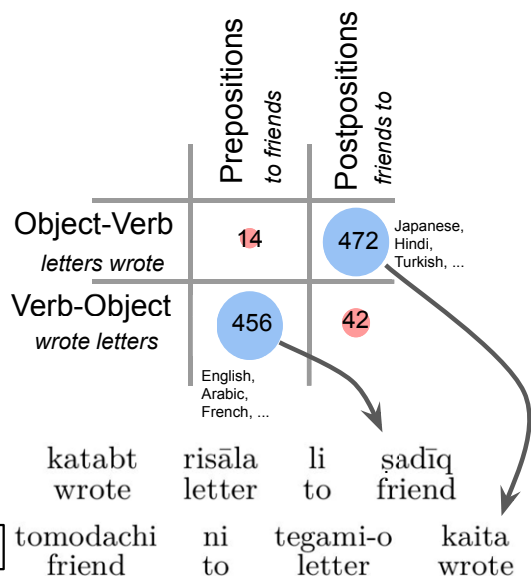 Prepositions
to friends
Postpositions
friends to
Object-Verb
letters wrote
14
472
Japanese,
Hindi,
Turkish, ...
Verb-Object
wrote letters
456
42
English,
Arabic,
French, ...
katabt risāla li ṣadīq
wrote letter to friend
tomodachi ni tegami-o kaita
friend to letter wrote